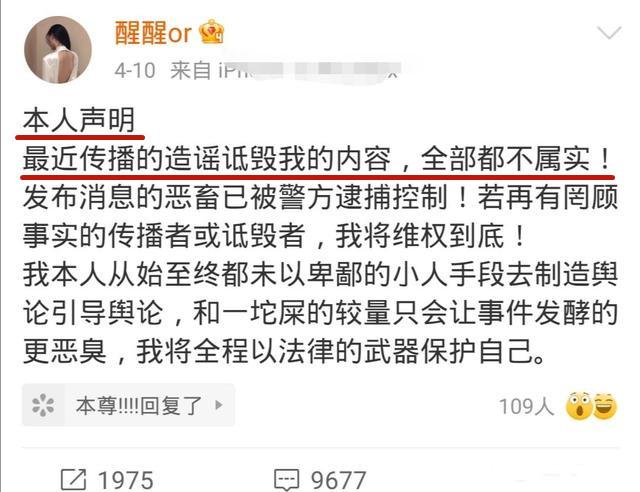 醒醒or
4-10 来自 iPh
本人声明
最近传播的造谣诋毁我的内容，全部都不属实！
发布消息的恶畜已被警方逮捕控制！若再有罔顾
事实的传播者或诋毁者，我将维权到底！
我本人从始至终都未以卑鄙的小人手段去制造舆
论引导舆论，和一坨屎的较量只会让事件发酵的
更恶臭，我将全程以法律的武器保护自己。
本尊!!!!回复了
109人
1975
9677